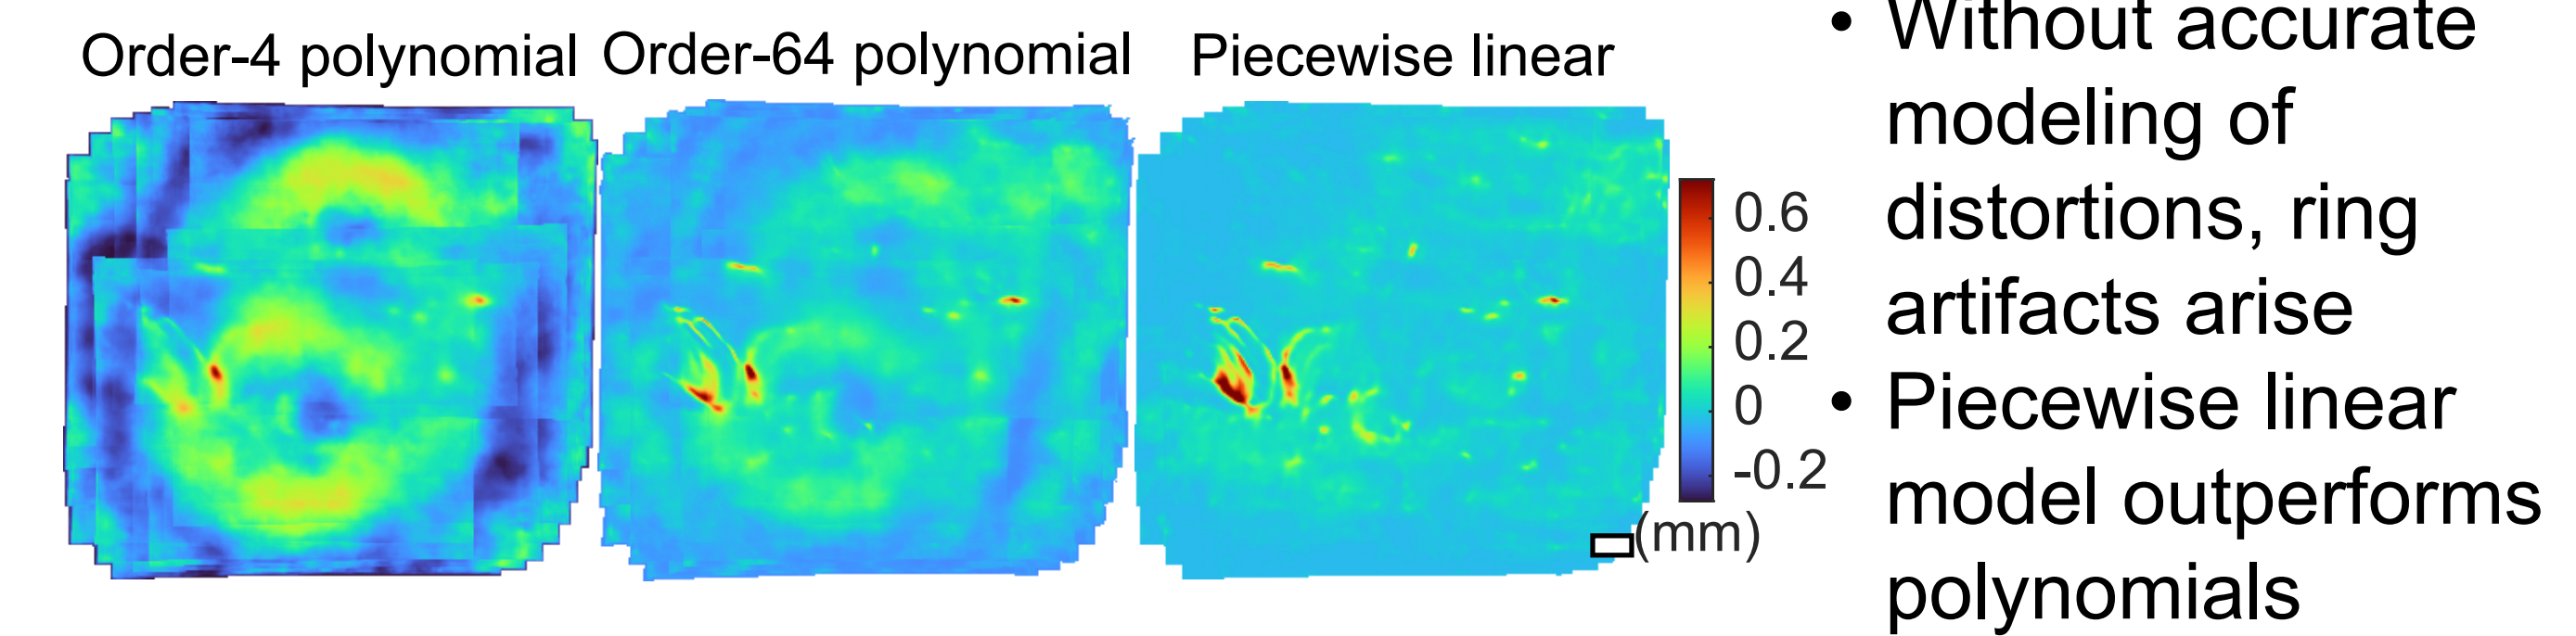 Order-4 polynomial
Order-64 polynomial
Piecewise linear
0.6
0.4
0.2
0
-0.2
(mm)
• Without accurate
modeling of
distortions, ring
artifacts arise
• Piecewise linear
model outperforms
polynomials